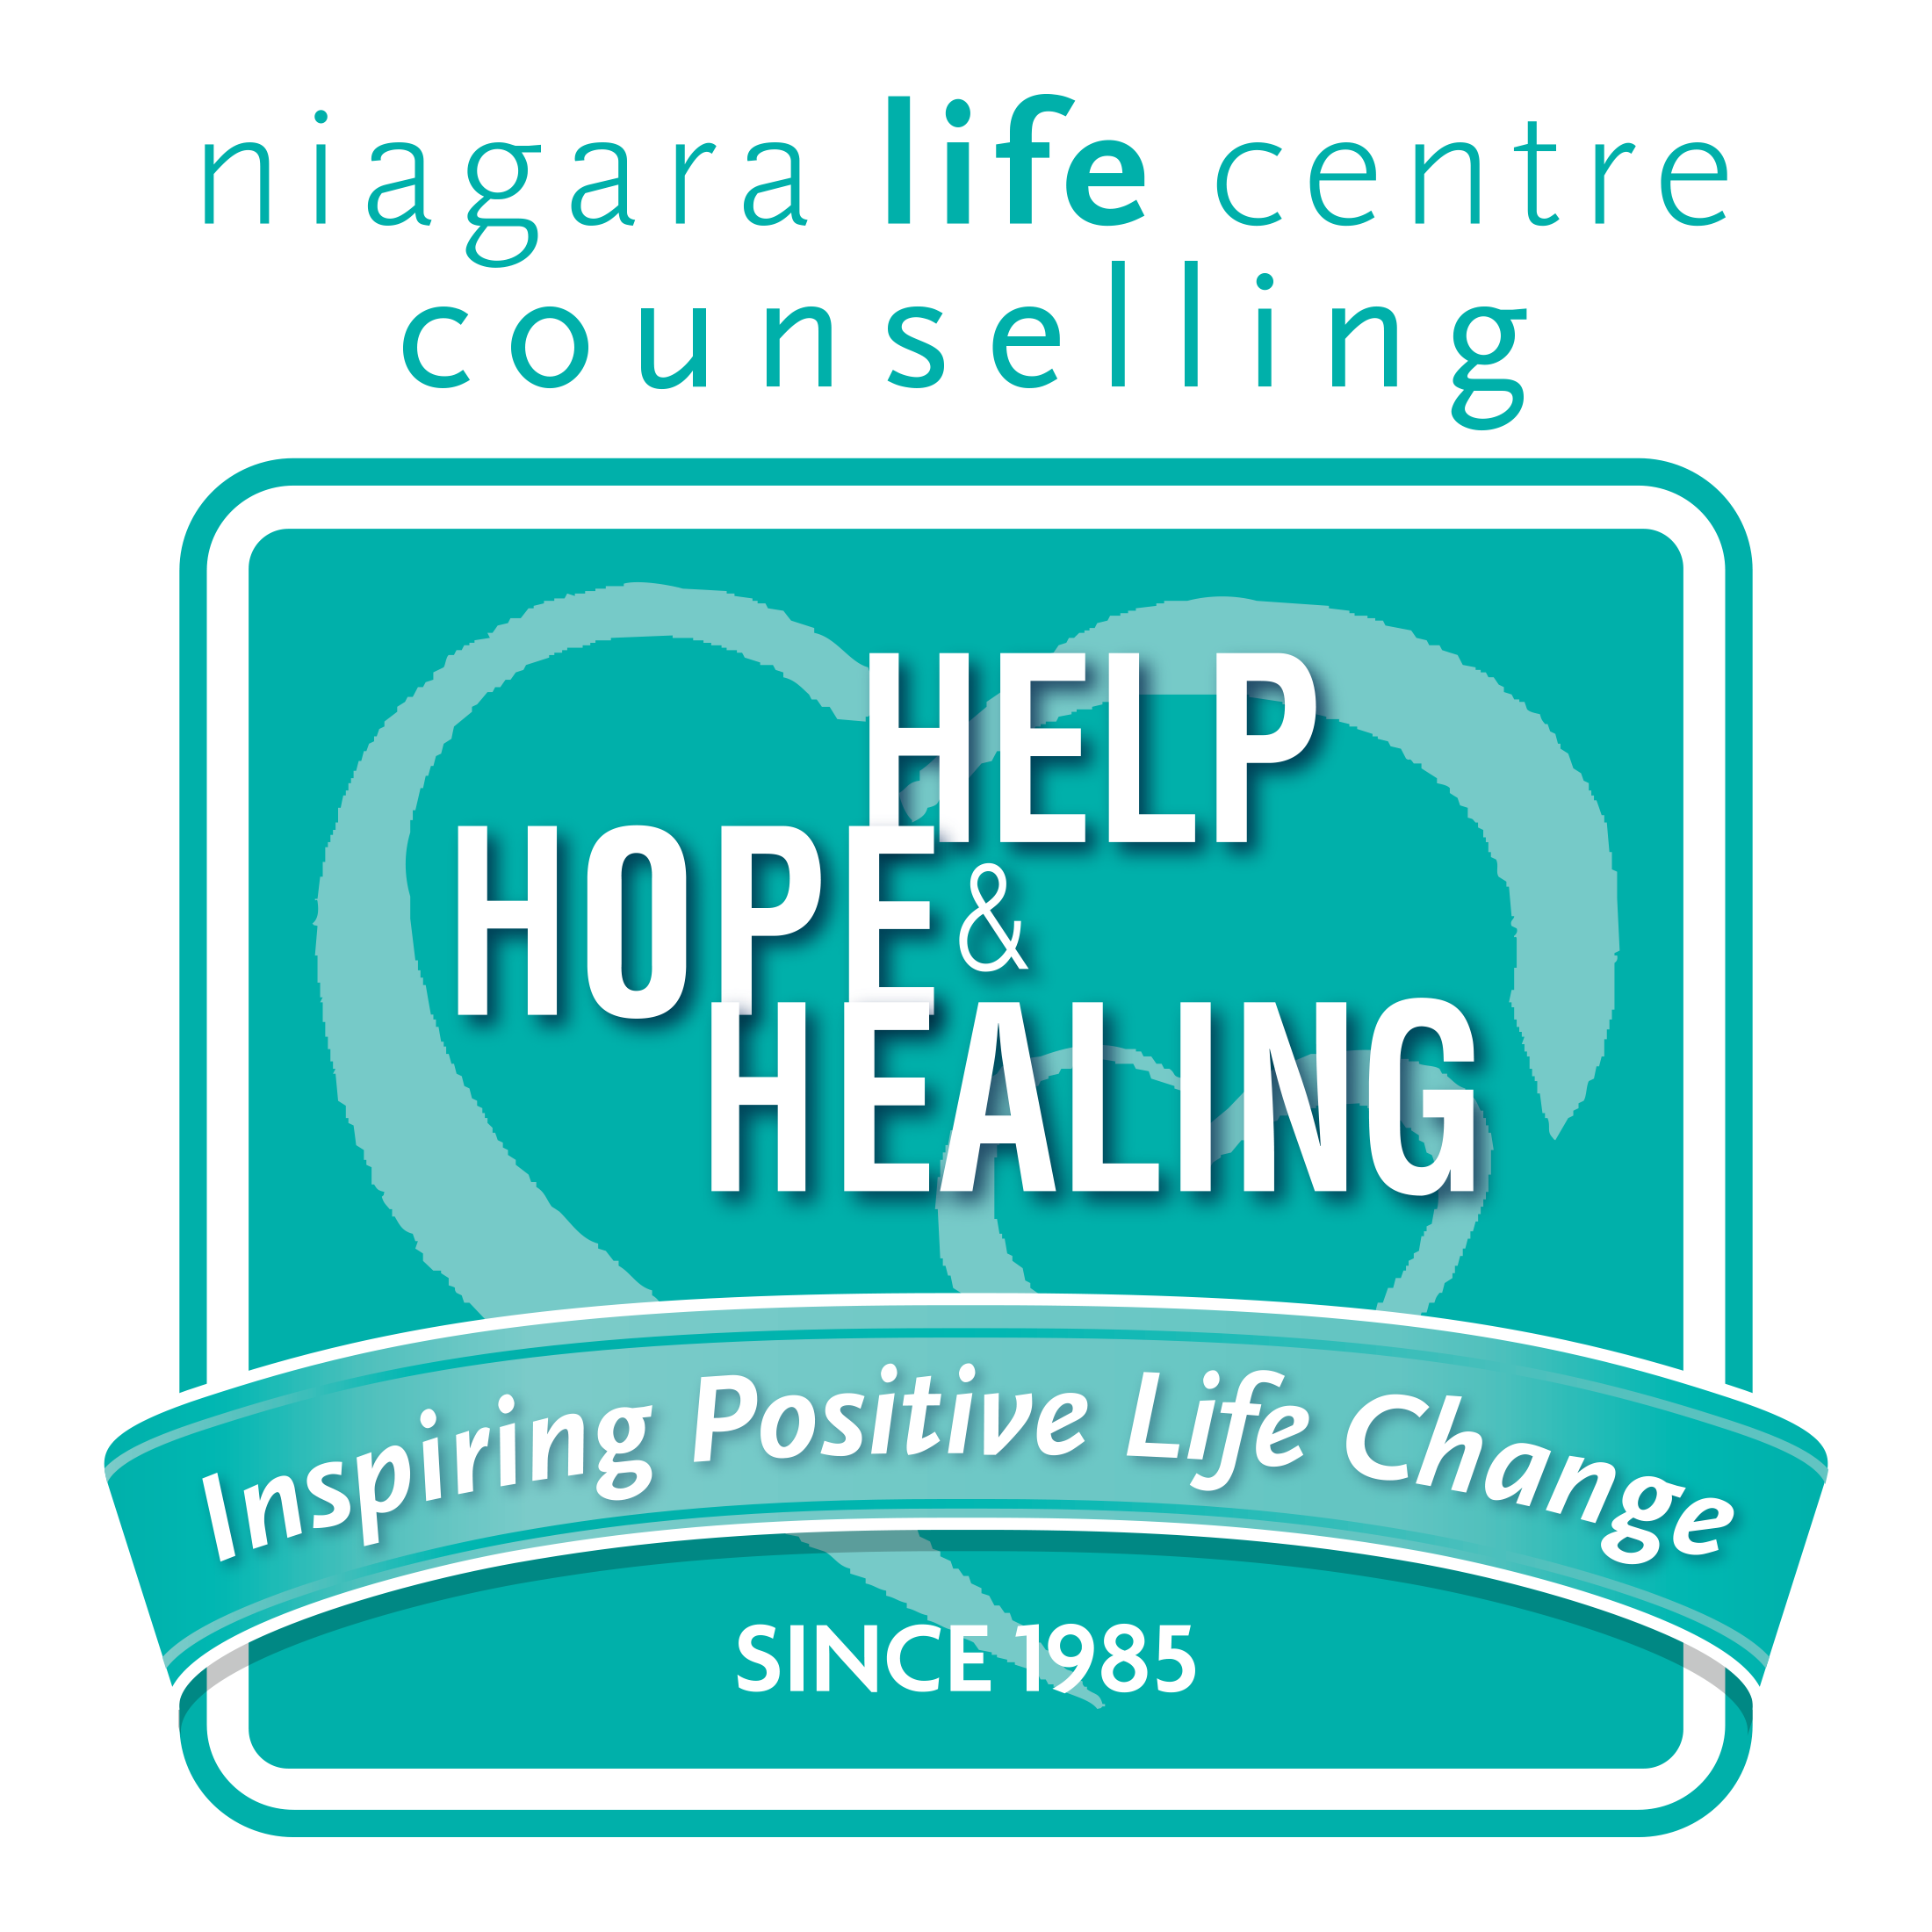 niagara life centre
counselling
HELP
HOPE &
HEALING
Inspiring Positive Life Change
SINCE 1985